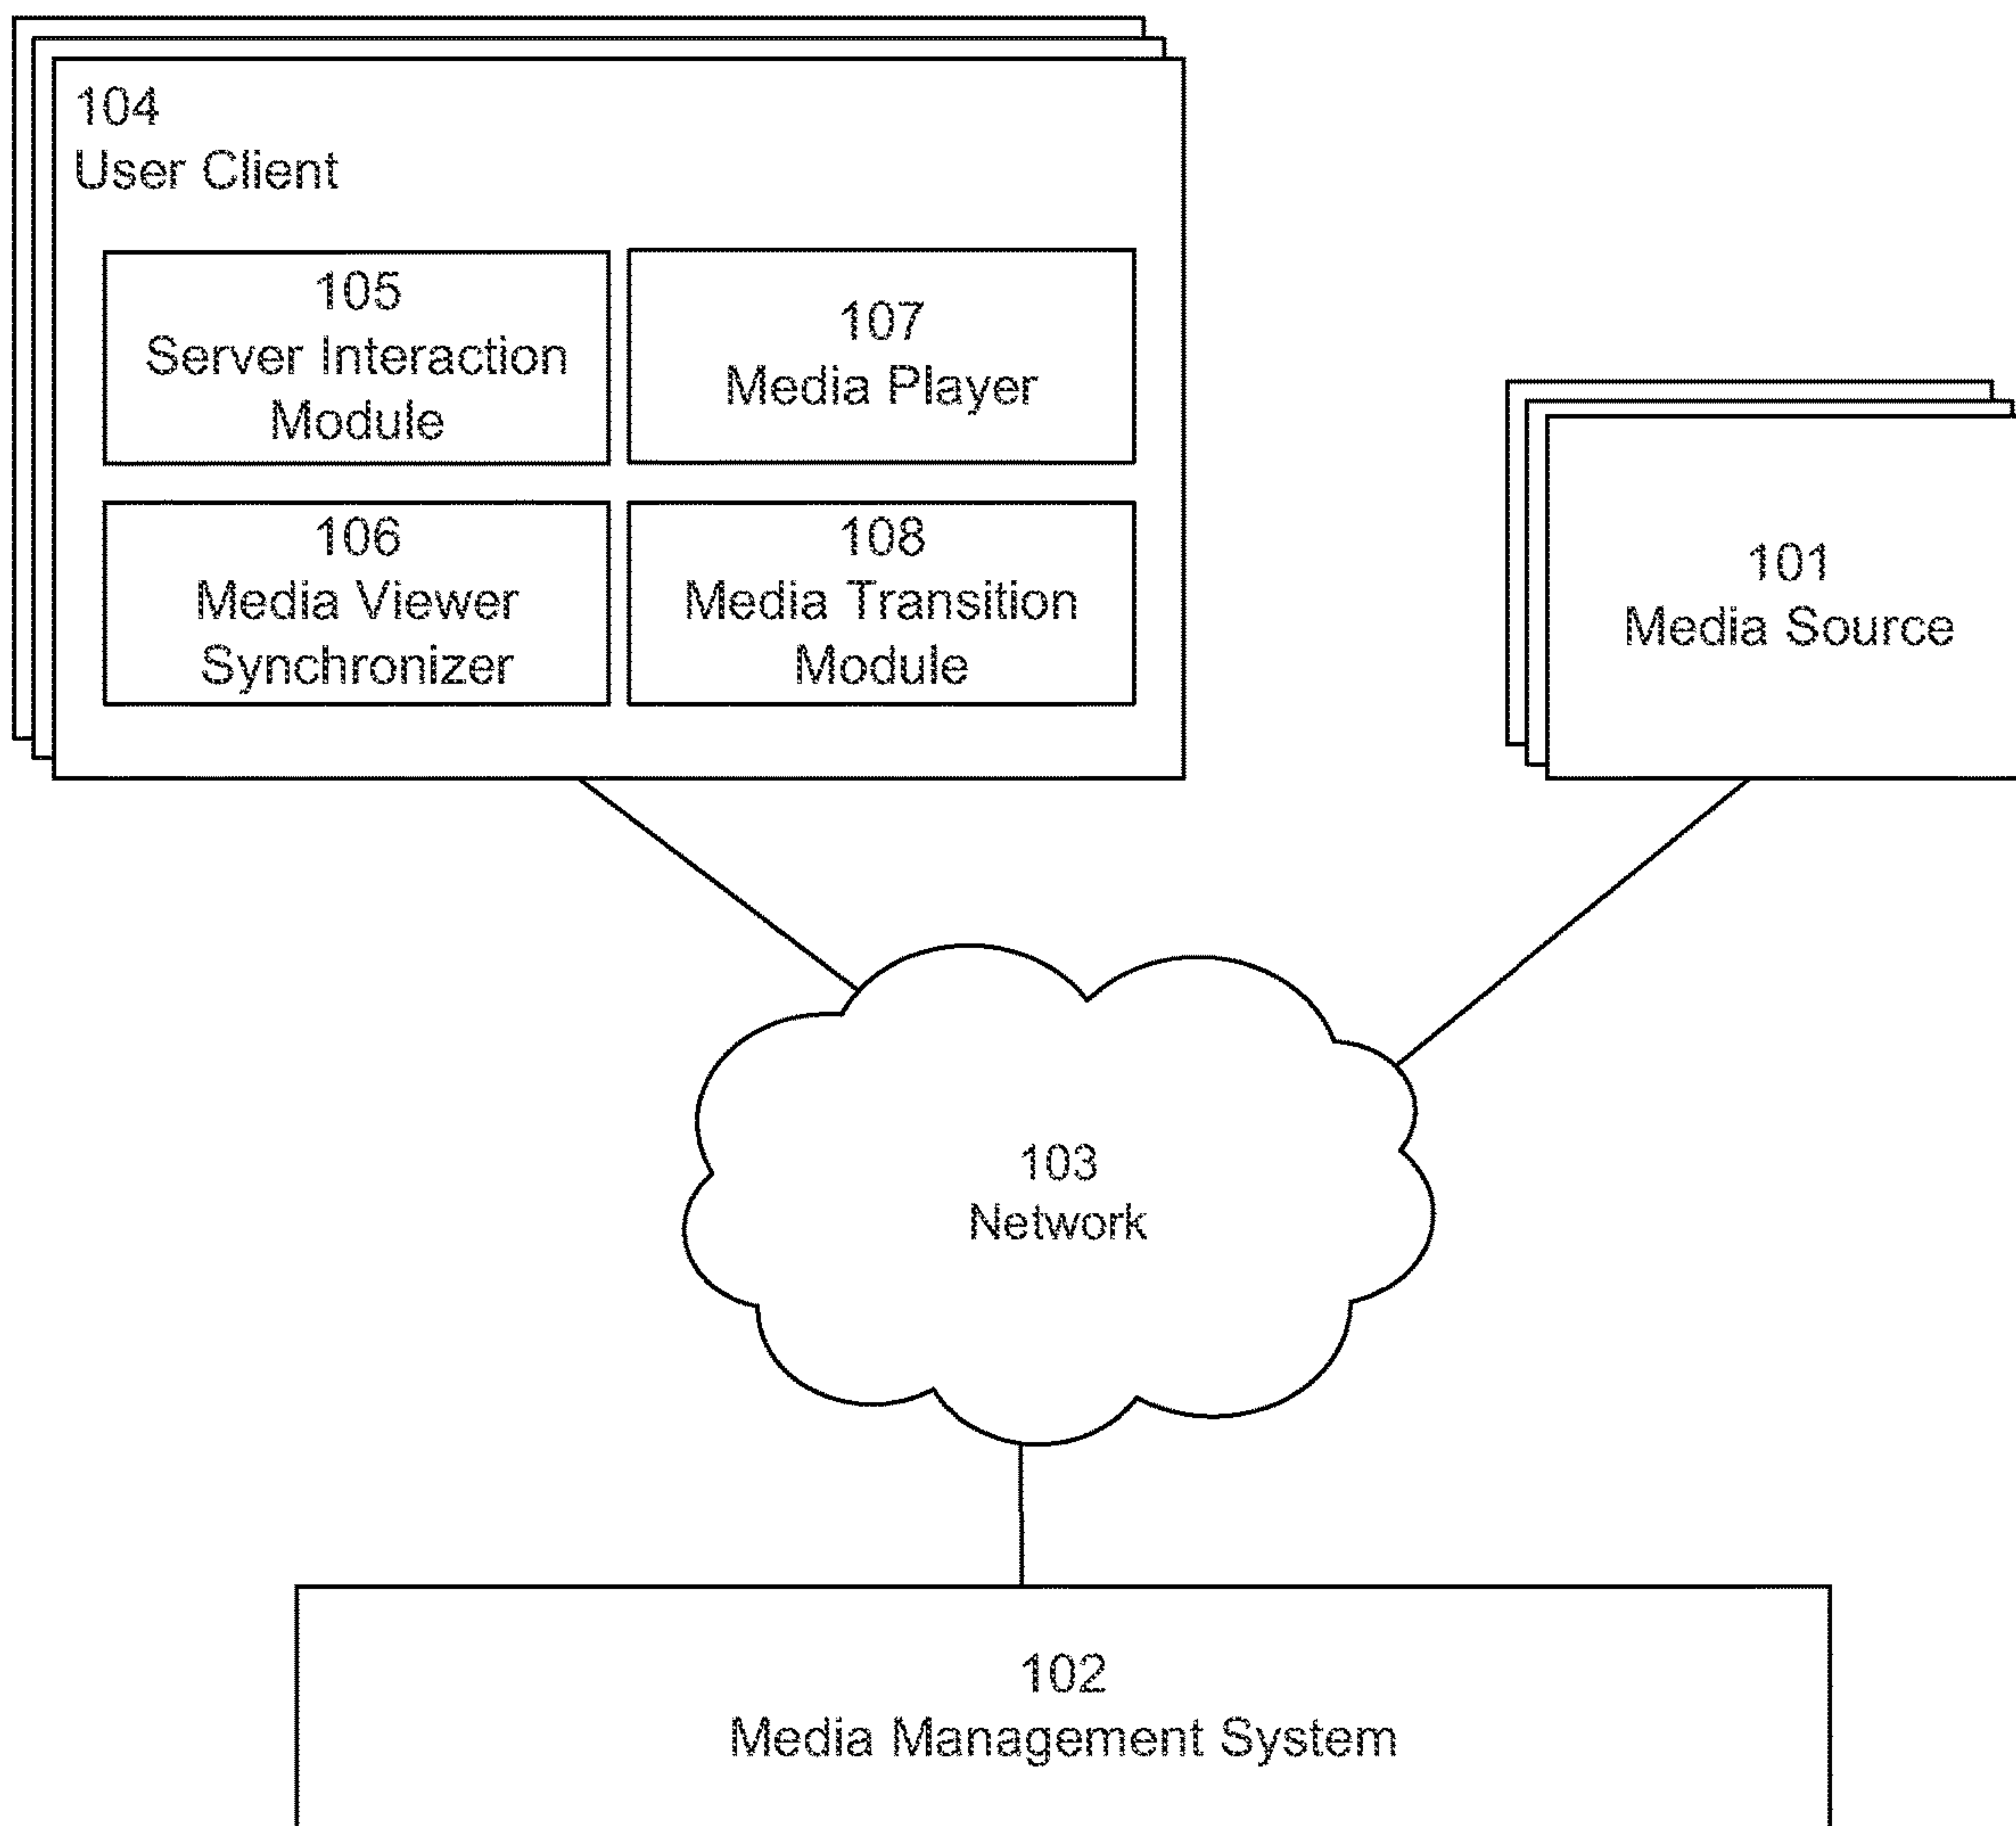 104
User Client
105
Server Interaction
Module
107
Media Player
106
Media Viewer
Synchronizer
108
Media Transition
Module
101
Media Source
103
Network
102
Media Management System